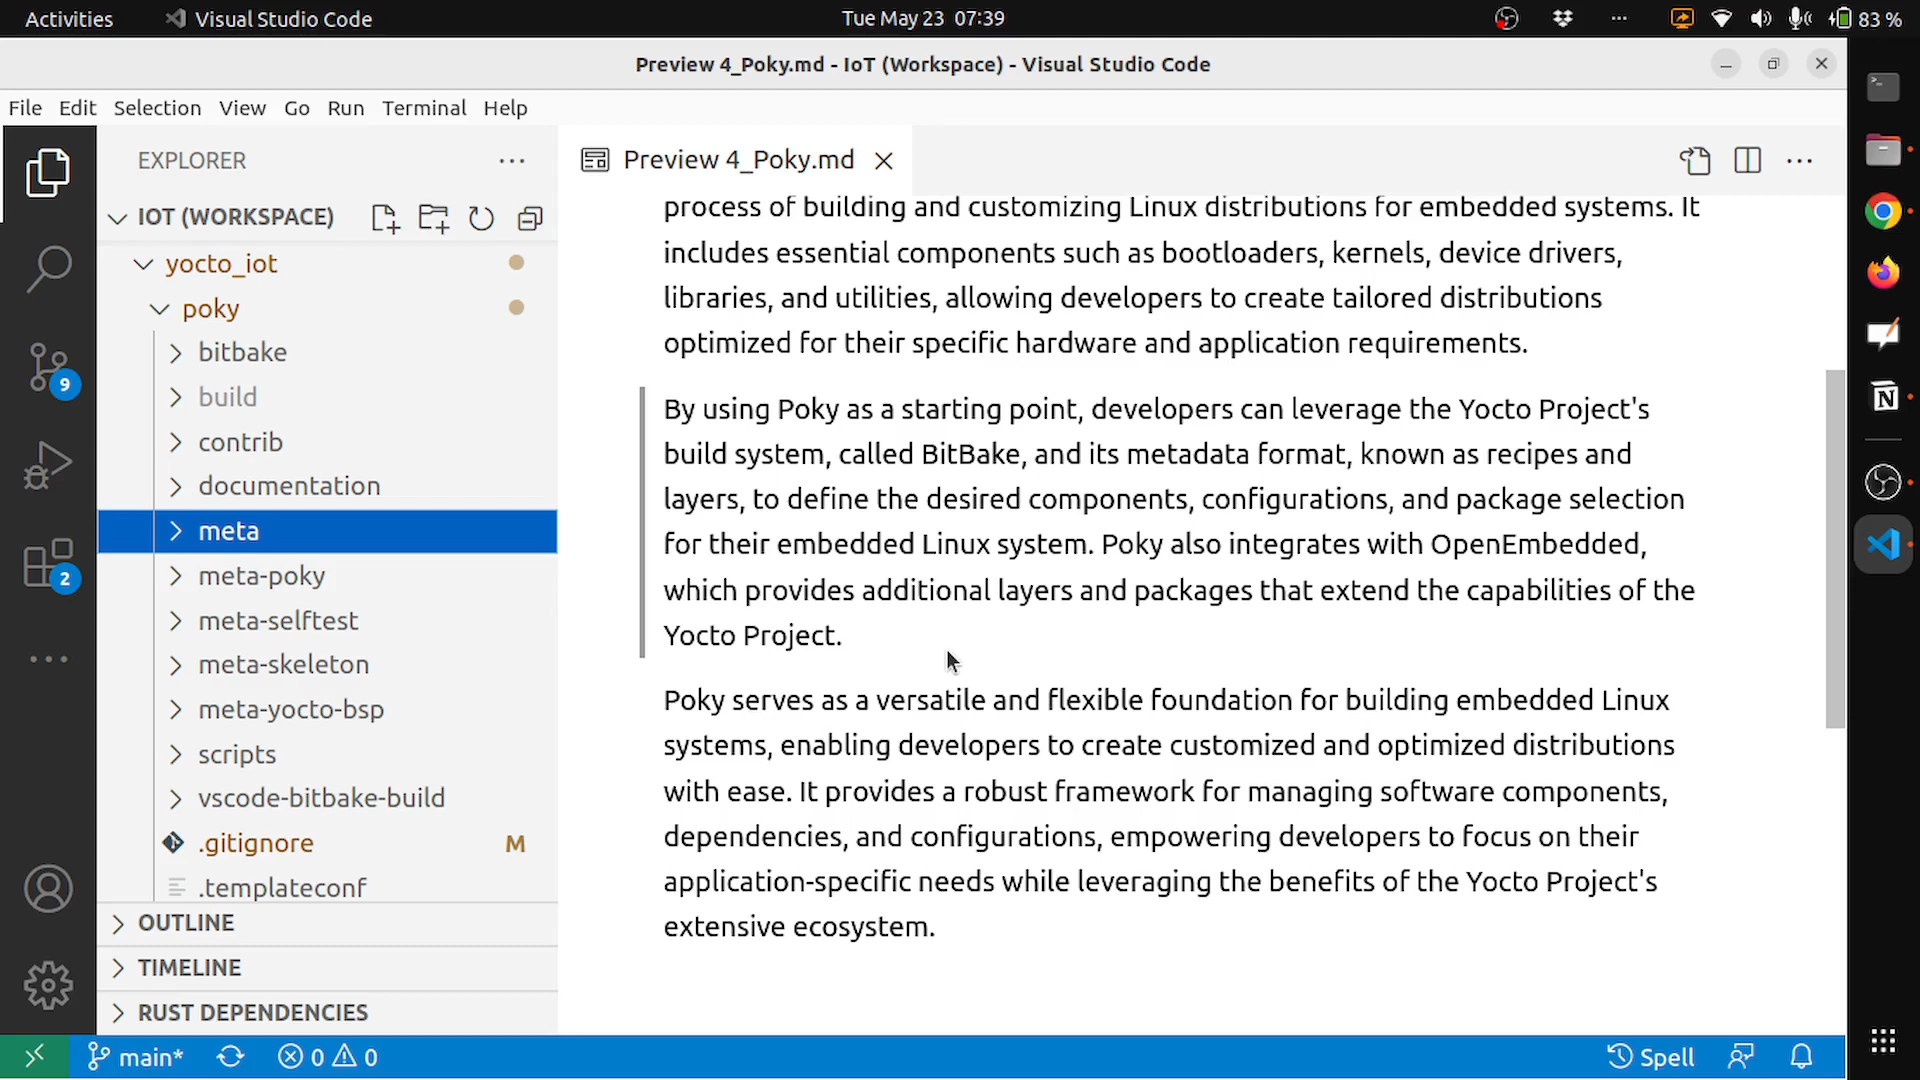 Activities
Visual Studio Code
Tue May 23 07:39
83 %
Preview 4_Poky.md - IoT (Workspace) - Visual Studio Code
File Edit Selection View Go Run Terminal Help
EXPLORER
IOT (WORKSPACE)
yocto_iot
poky
bitbake
build
contrib
documentation
meta
meta-poky
meta-selftest
meta-skeleton
meta-yocto-bsp
scripts
vscode-bitbake-build
.gitignore M
.templateconf
OUTLINE
TIMELINE
RUST DEPENDENCIES
9
2
Preview 4_Poky.md
process of building and customizing Linux distributions for embedded systems. It
includes essential components such as bootloaders, kernels, device drivers,
libraries, and utilities, allowing developers to create tailored distributions
optimized for their specific hardware and application requirements.
By using Poky as a starting point, developers can leverage the Yocto Project's
build system, called BitBake, and its metadata format, known as recipes and
layers, to define the desired components, configurations, and package selection
for their embedded Linux system. Poky also integrates with OpenEmbedded,
which provides additional layers and packages that extend the capabilities of the
Yocto Project.
Poky serves as a versatile and flexible foundation for building embedded Linux
systems, enabling developers to create customized and optimized distributions
with ease. It provides a robust framework for managing software components,
dependencies, and configurations, empowering developers to focus on their
application-specific needs while leveraging the benefits of the Yocto Project's
extensive ecosystem.
main* 0 0
Spell